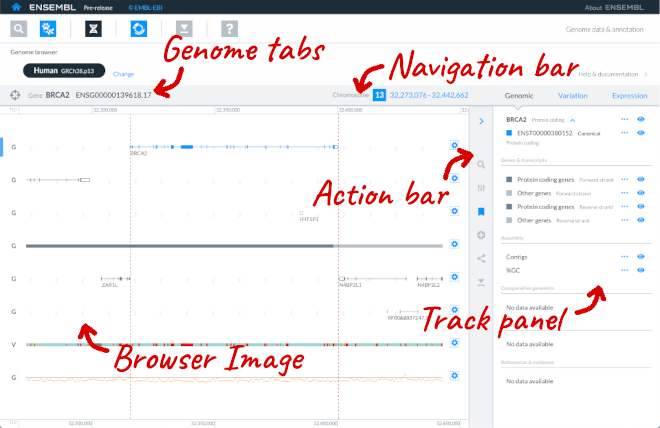 ENSEMBL Pre-release © EMBL-EBI About ENSEMBL
Genome data & annotation
Genome browser
Genome tabs
Human GRCh38.p13 Change
Navigation bar
Help & documentation
Gene BRCA2 ENSG00000139618.17 Chromosome 13 32,273,076 - 32,442,662
Genomic Variation Expression
32,300,000 32,350,000 32,400,000
BRCA2 Protein coding
ENST00000380152 Canonical
Protein coding
G
BRCA2
Genes & transcripts
G
Action bar
Protein coding genes Forward strand
Other genes Forward strand
Protein coding genes Reverse strand
Other genes Reverse strand
G
IFIT1P1
Assembly
G
Contigs
%GC
G
ZAR1L N4BP2L1 N4BP2L2
Comparative genomics
No data available
G
Track panel
Browser Image
No data available
V
References & evidence
G
No data available
32,300,000 32,350,000 32,400,000 32,450,000